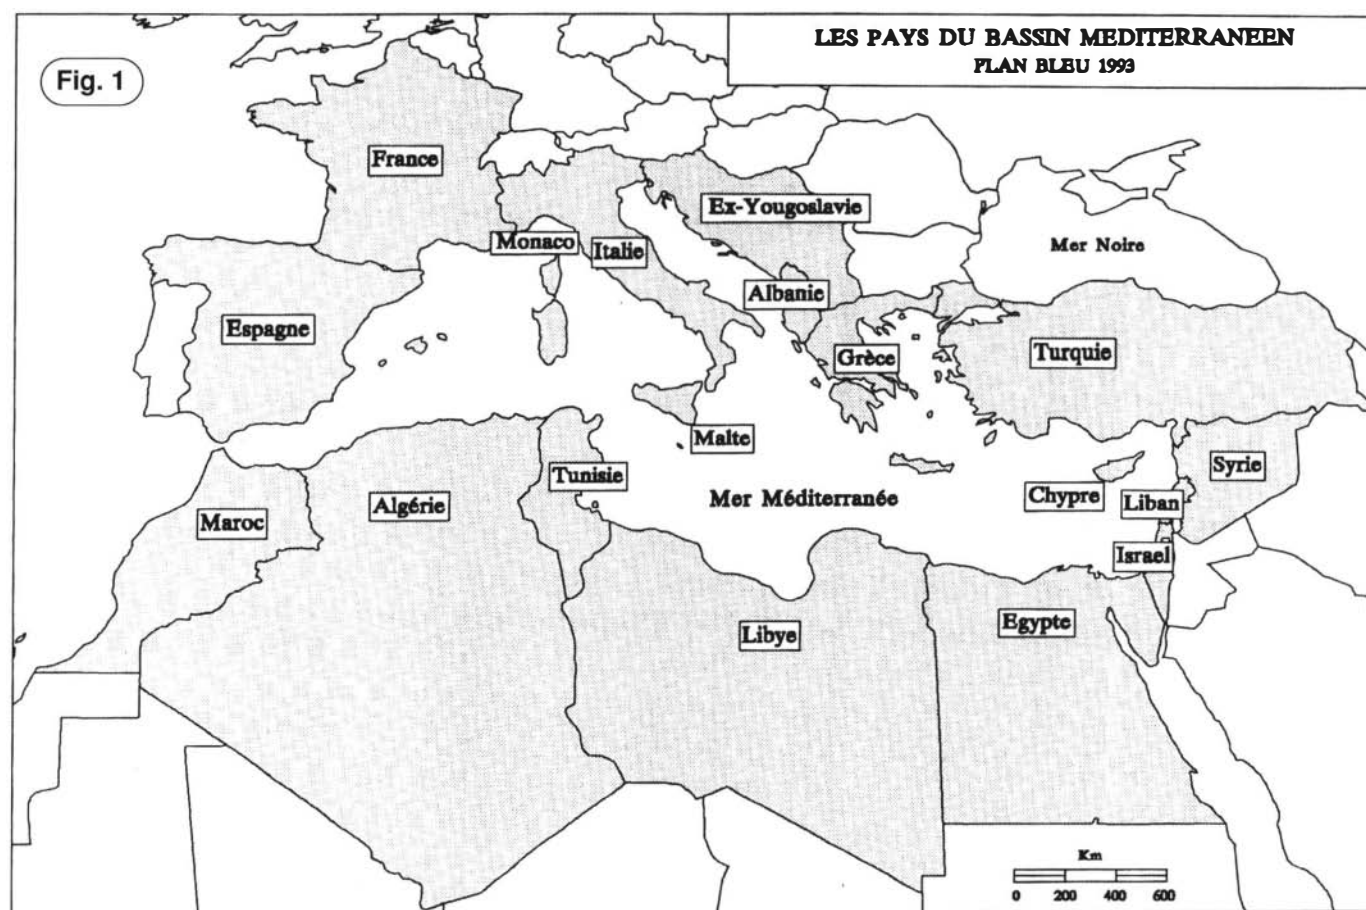 LES PAYS DU BASSIN MEDITERRANEEN
PLAN BLEU 1993
Fig. 1
France
Ex-Yougoslavie
Monaco
Italie
Mer Noire
Albanie
Espagne
Grèce
Turquie
Malte
Syrie
Tunisie
Algérie
Mer Méditerranée
Chypre
Liban
Maroc
Israel
Libye
Egypte
Km
0 200 400 600